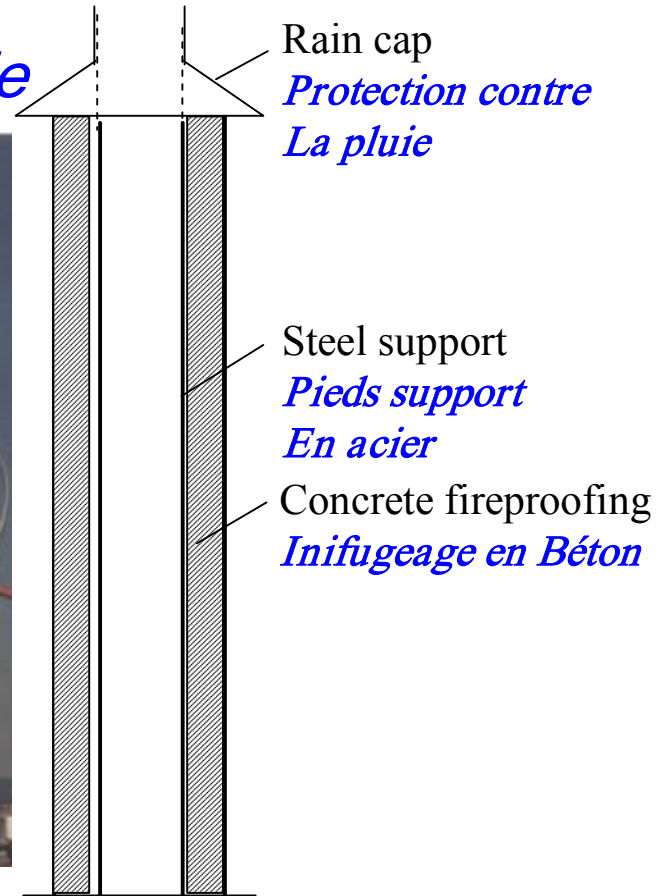 Rain cap
Protection contre
La pluie
Steel support
Pieds support
En acier
Concrete fireproofing
Inifugeage en Béton